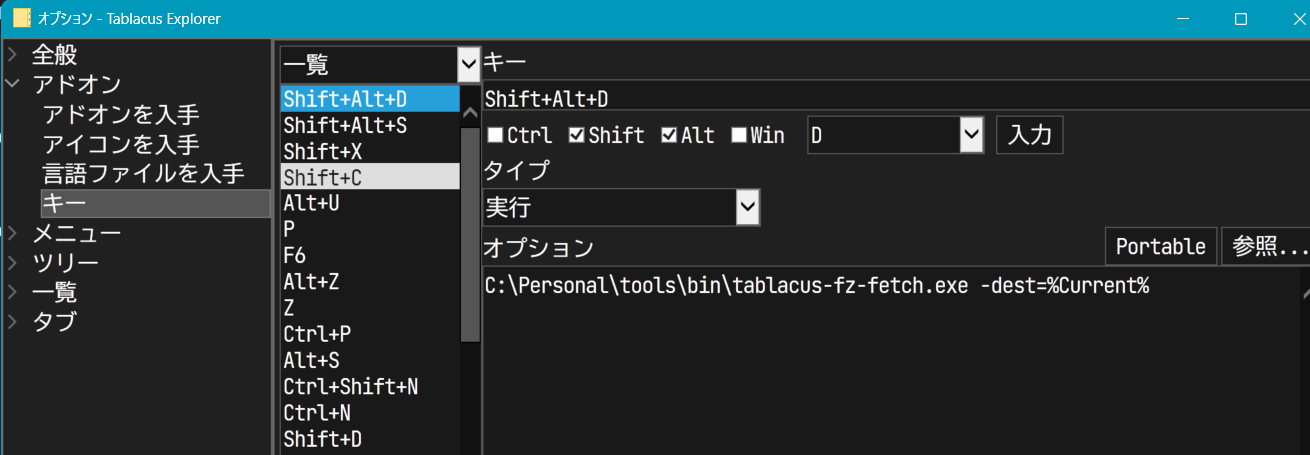 オプション - Tablacus Explorer
全般
アドオン
アドオンを入手
アイコンを入手
言語ファイルを入手
キー
メニュー
ツリー
一覧
タブ
一覧
Shift+Alt+D
Shift+Alt+S
Shift+X
Shift+C
Alt+U
P
F6
Alt+Z
Z
Ctrl+P
Alt+S
Ctrl+Shift+N
Ctrl+N
Shift+D
キー
Shift+Alt+D
Ctrl Shift Alt Win D 入力
タイプ
実行
オプション Portable 参照...
C:\Personal\tools\bin\tablacus-fz-fetch.exe -dest=%Current%